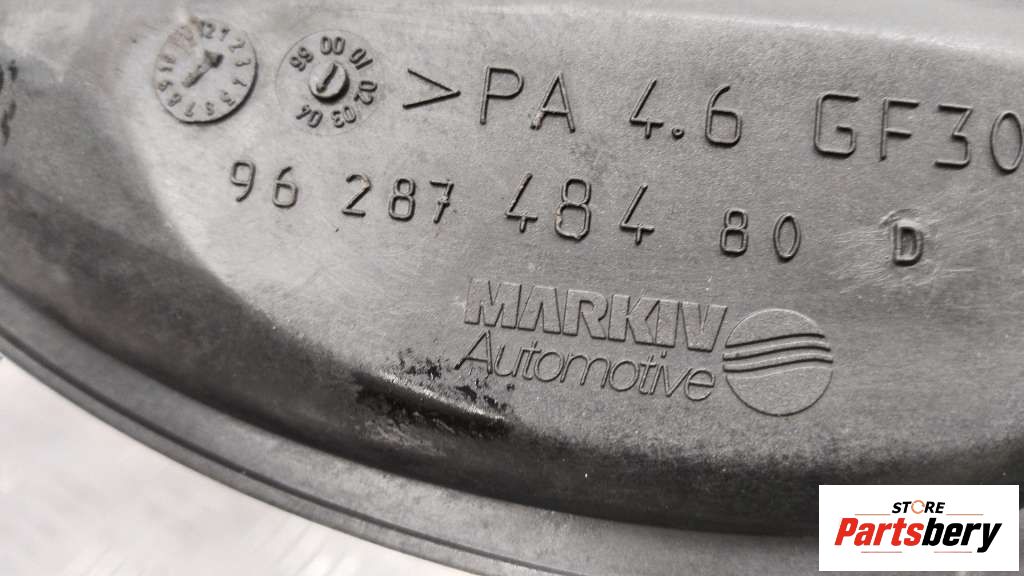 >PA 4.6 GF30
96 287 484 80 D
MARKIV
Automotive
STORE
Partsbery